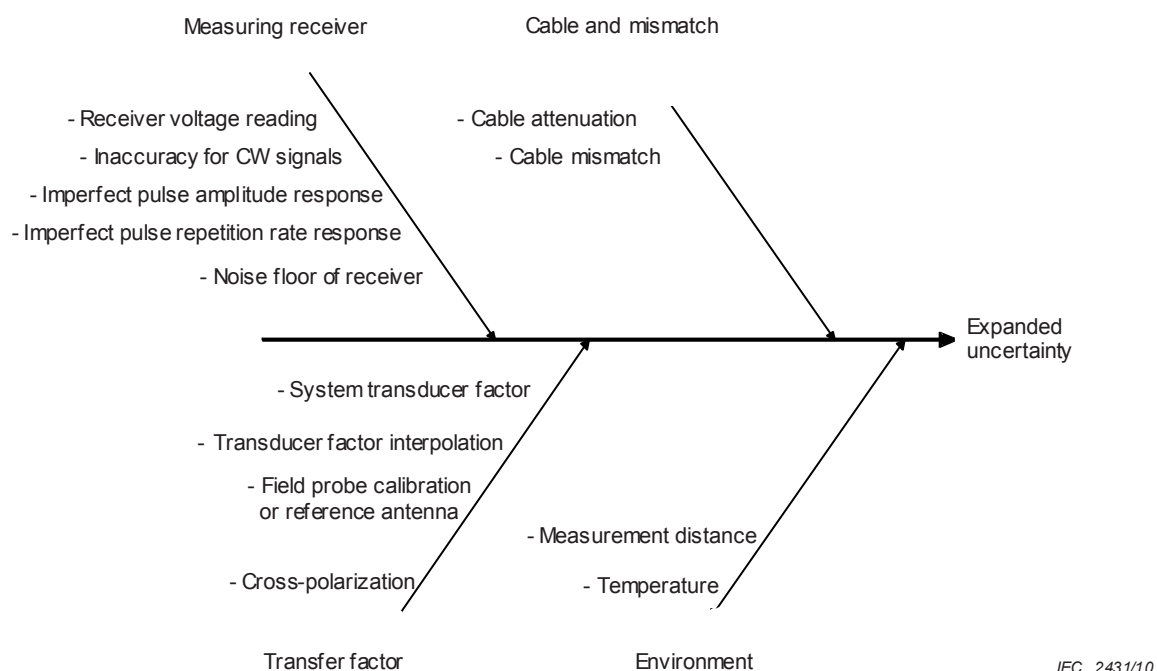 Measuring receiver
Cable and mismatch
- Receiver voltage reading
- Inaccuracy for CW signals
- Imperfect pulse amplitude response
- Imperfect pulse repetition rate response
- Noise floor of receiver
- Cable attenuation
- Cable mismatch
Expanded
uncertainty
- System transducer factor
- Transducer factor interpolation
- Field probe calibration
or reference antenna
- Cross-polarization
- Measurement distance
- Temperature
Transfer factor
Environment
IEC 2431/10